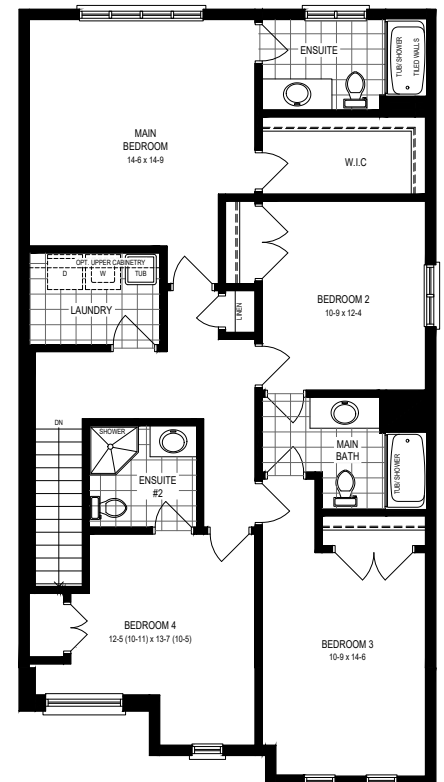 ENSUITE
TUB/ SHOWER
TILED WALLS
MAIN
BEDROOM
14-6 x 14-9
W.I.C
OPT. UPPER CABINETRY
D
W
TUB
LAUNDRY
LINEN
BEDROOM 2
10-9 x 12-4
DN
SHOWER
ENSUITE
#2
MAIN
BATH
TUB/ SHOWER
BEDROOM 4
12-5 (10-11) x 13-7 (10-5)
BEDROOM 3
10-9 x 14-6